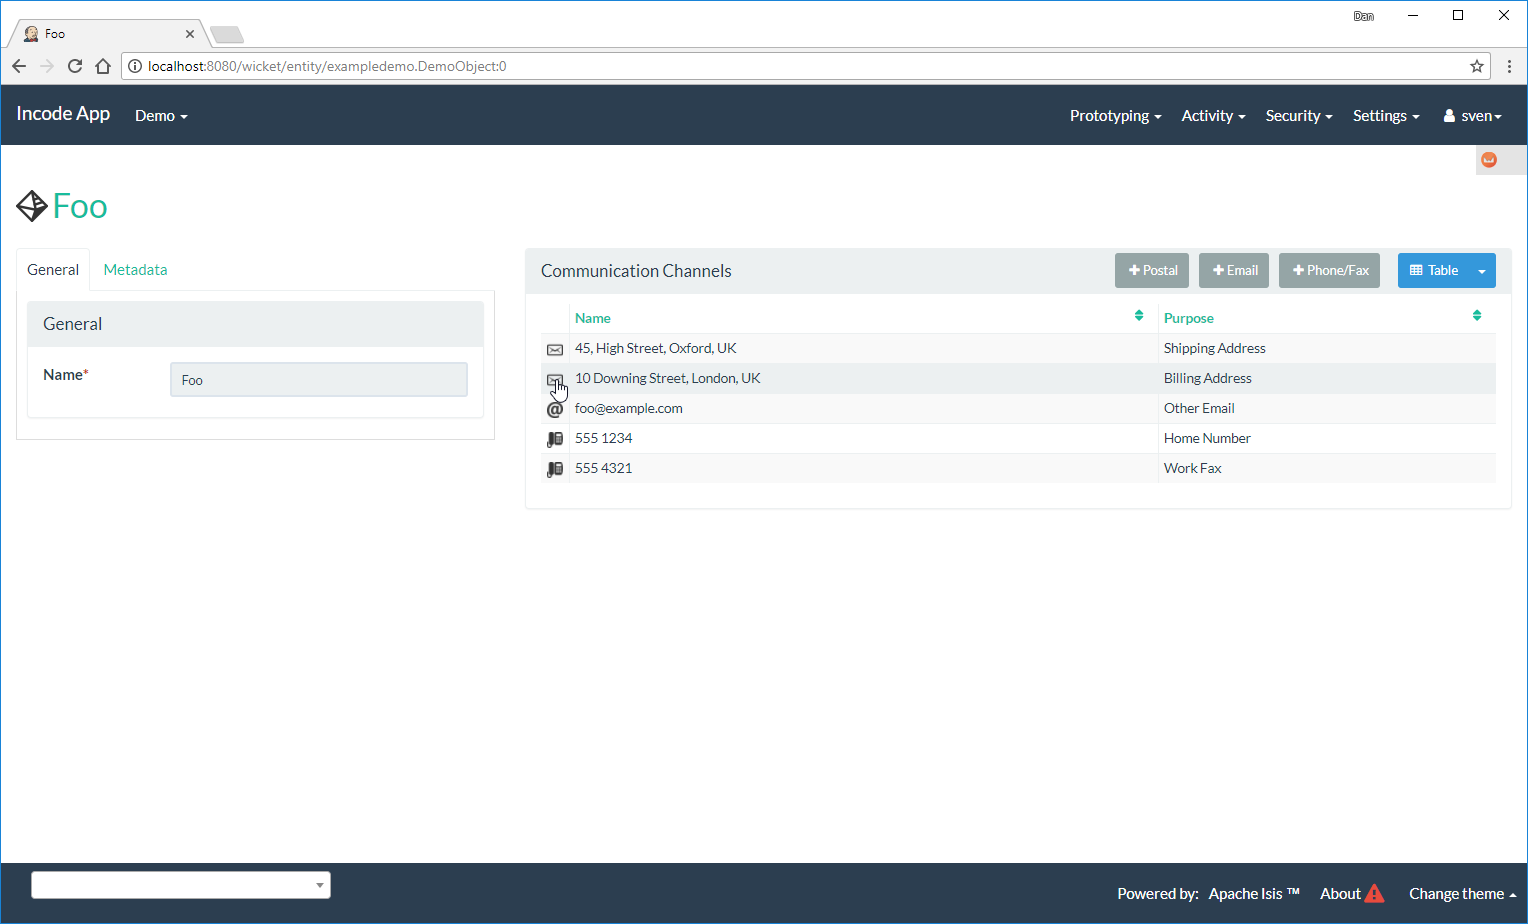 Dan
Foo
localhost:8080/wicket/entity/exampledemo.DemoObject:0
Incode App Demo Prototyping Activity Security Settings sven
Foo
General Metadata
General
Name* Foo
Communication Channels Postal Email Phone/Fax Table
Name Purpose
45, High Street, Oxford, UK Shipping Address
10 Downing Street, London, UK Billing Address
foo@example.com Other Email
555 1234 Home Number
555 4321 Work Fax
Powered by: Apache Isis ™ About Change theme